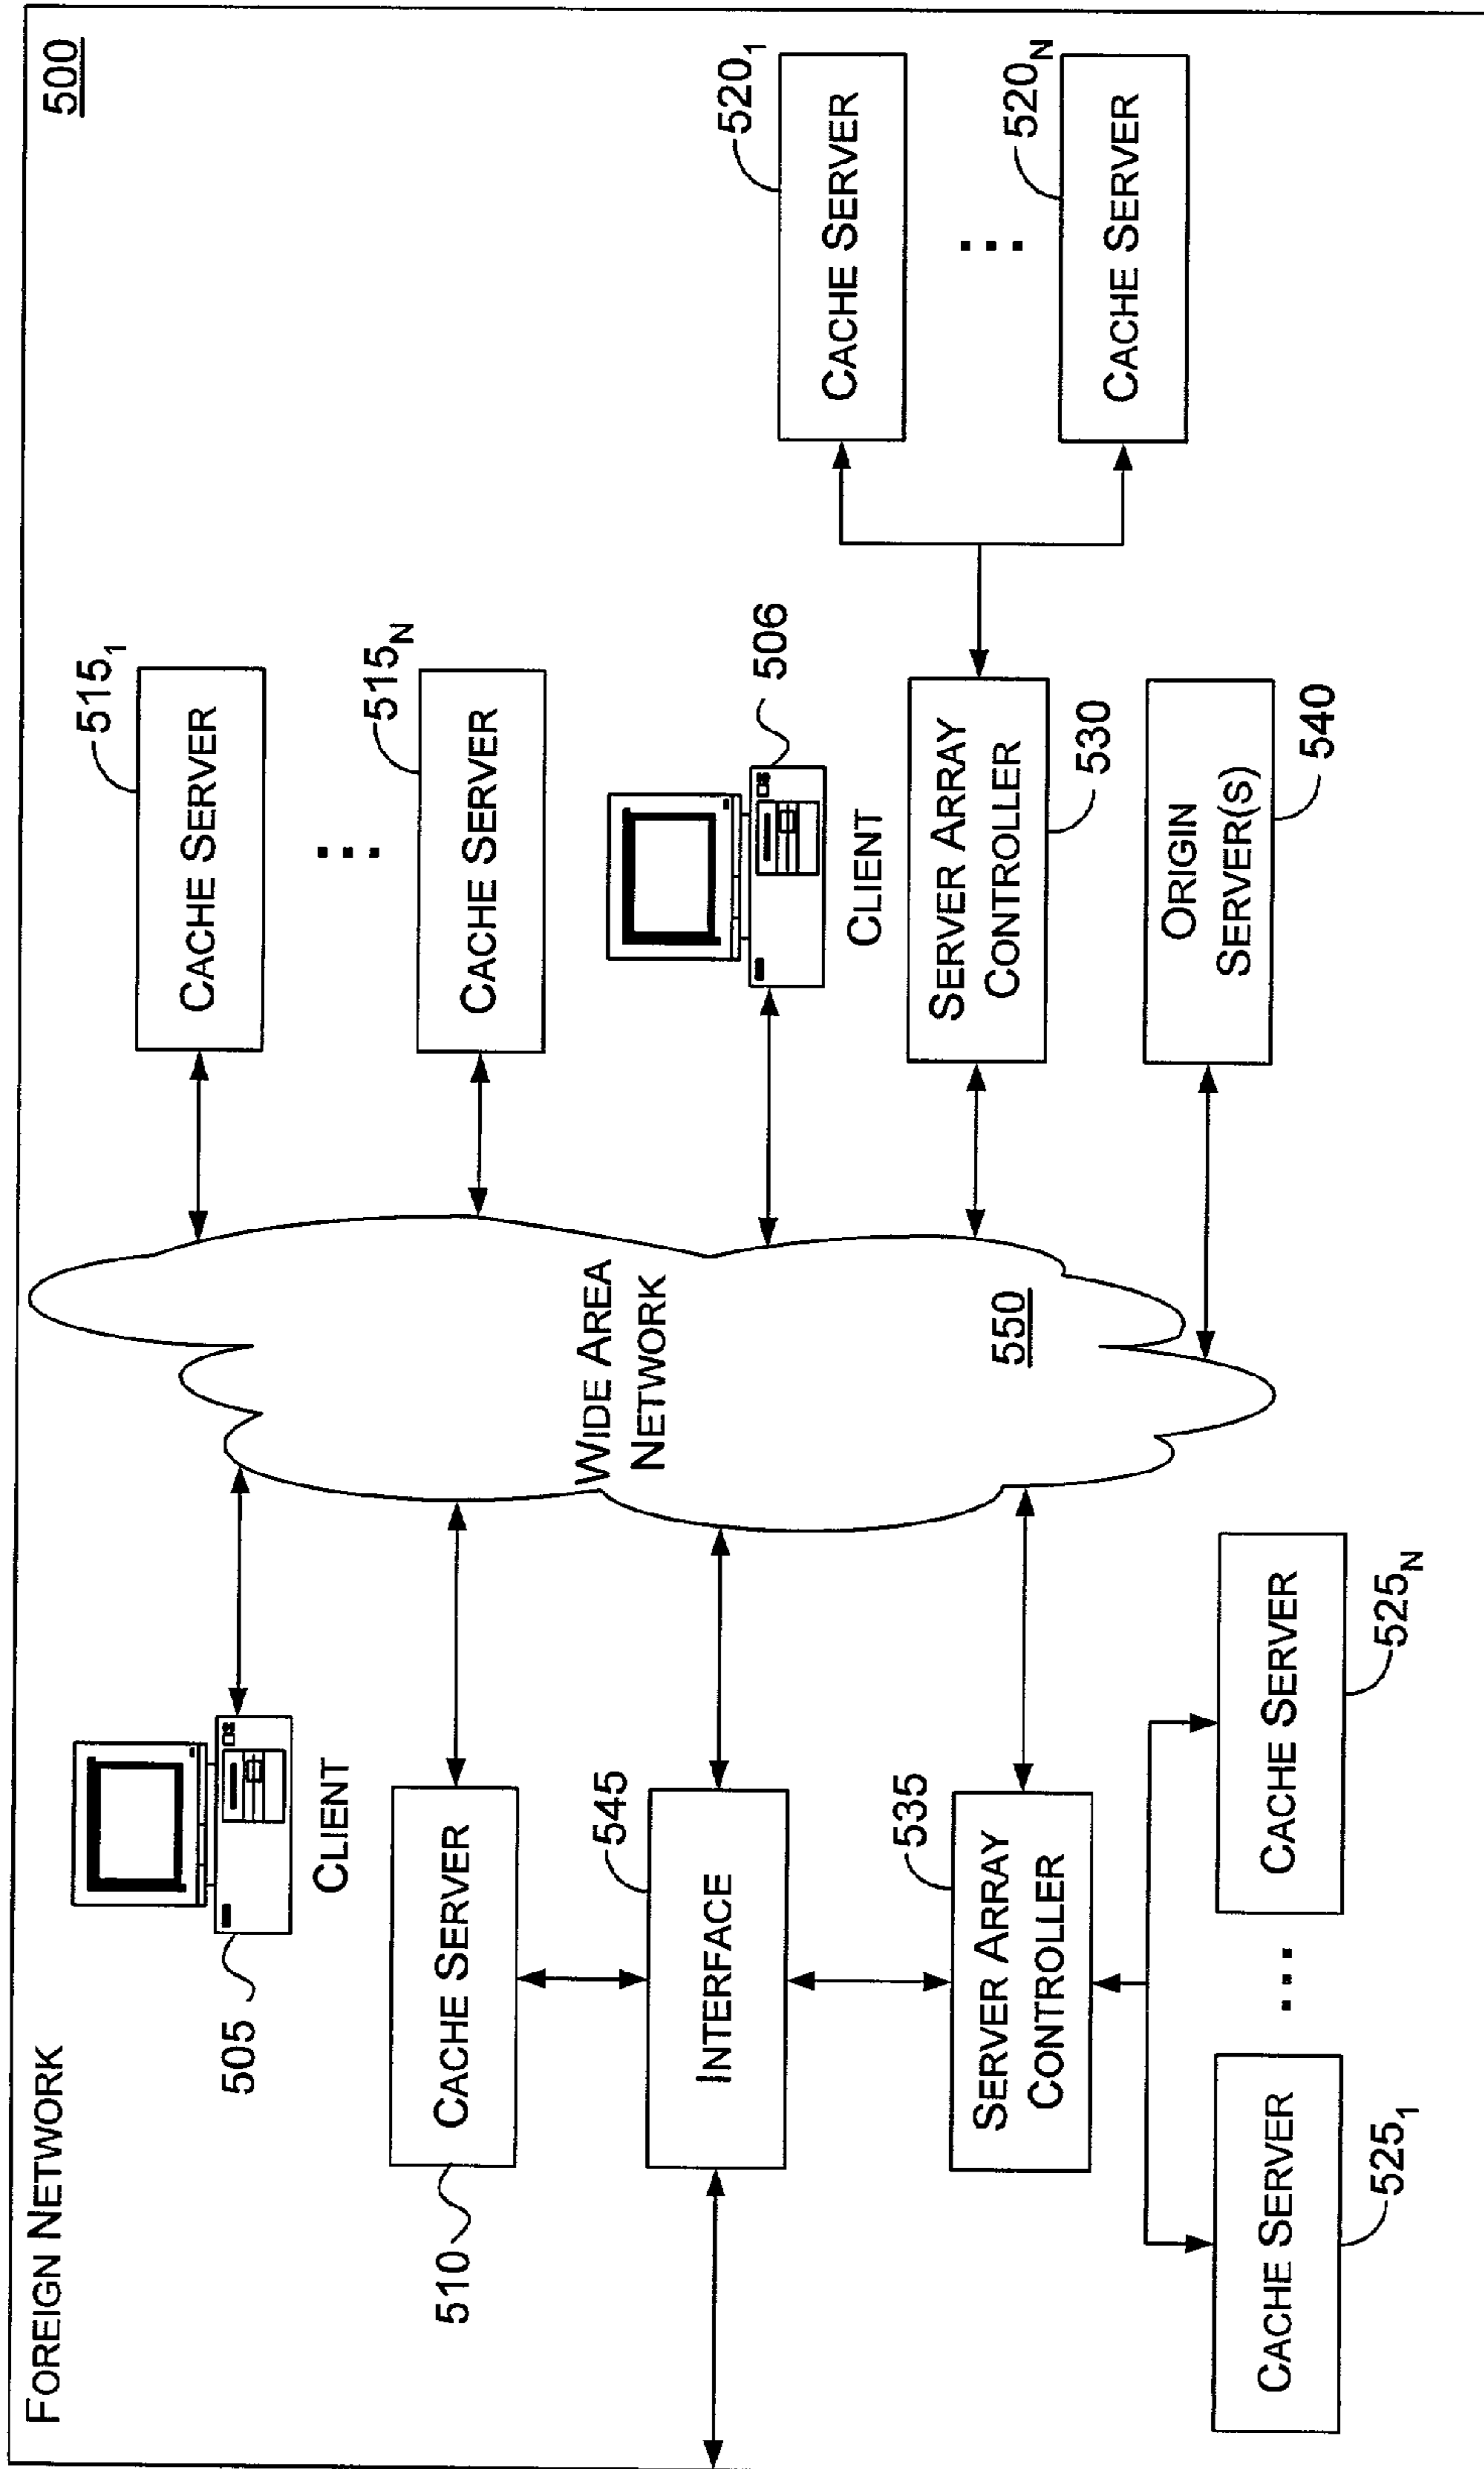 FOREIGN NETWORK
500
505
CLIENT
510
CACHE SERVER
INTERFACE
545
SERVER ARRAY
CONTROLLER
535
CACHE SERVER
525₁
...
CACHE SERVER
525N
WIDE AREA
NETWORK
550
CACHE SERVER
515₁
...
CACHE SERVER
515N
506
CLIENT
SERVER ARRAY
CONTROLLER
530
ORIGIN
SERVER(S)
540
CACHE SERVER
520₁
...
CACHE SERVER
520N